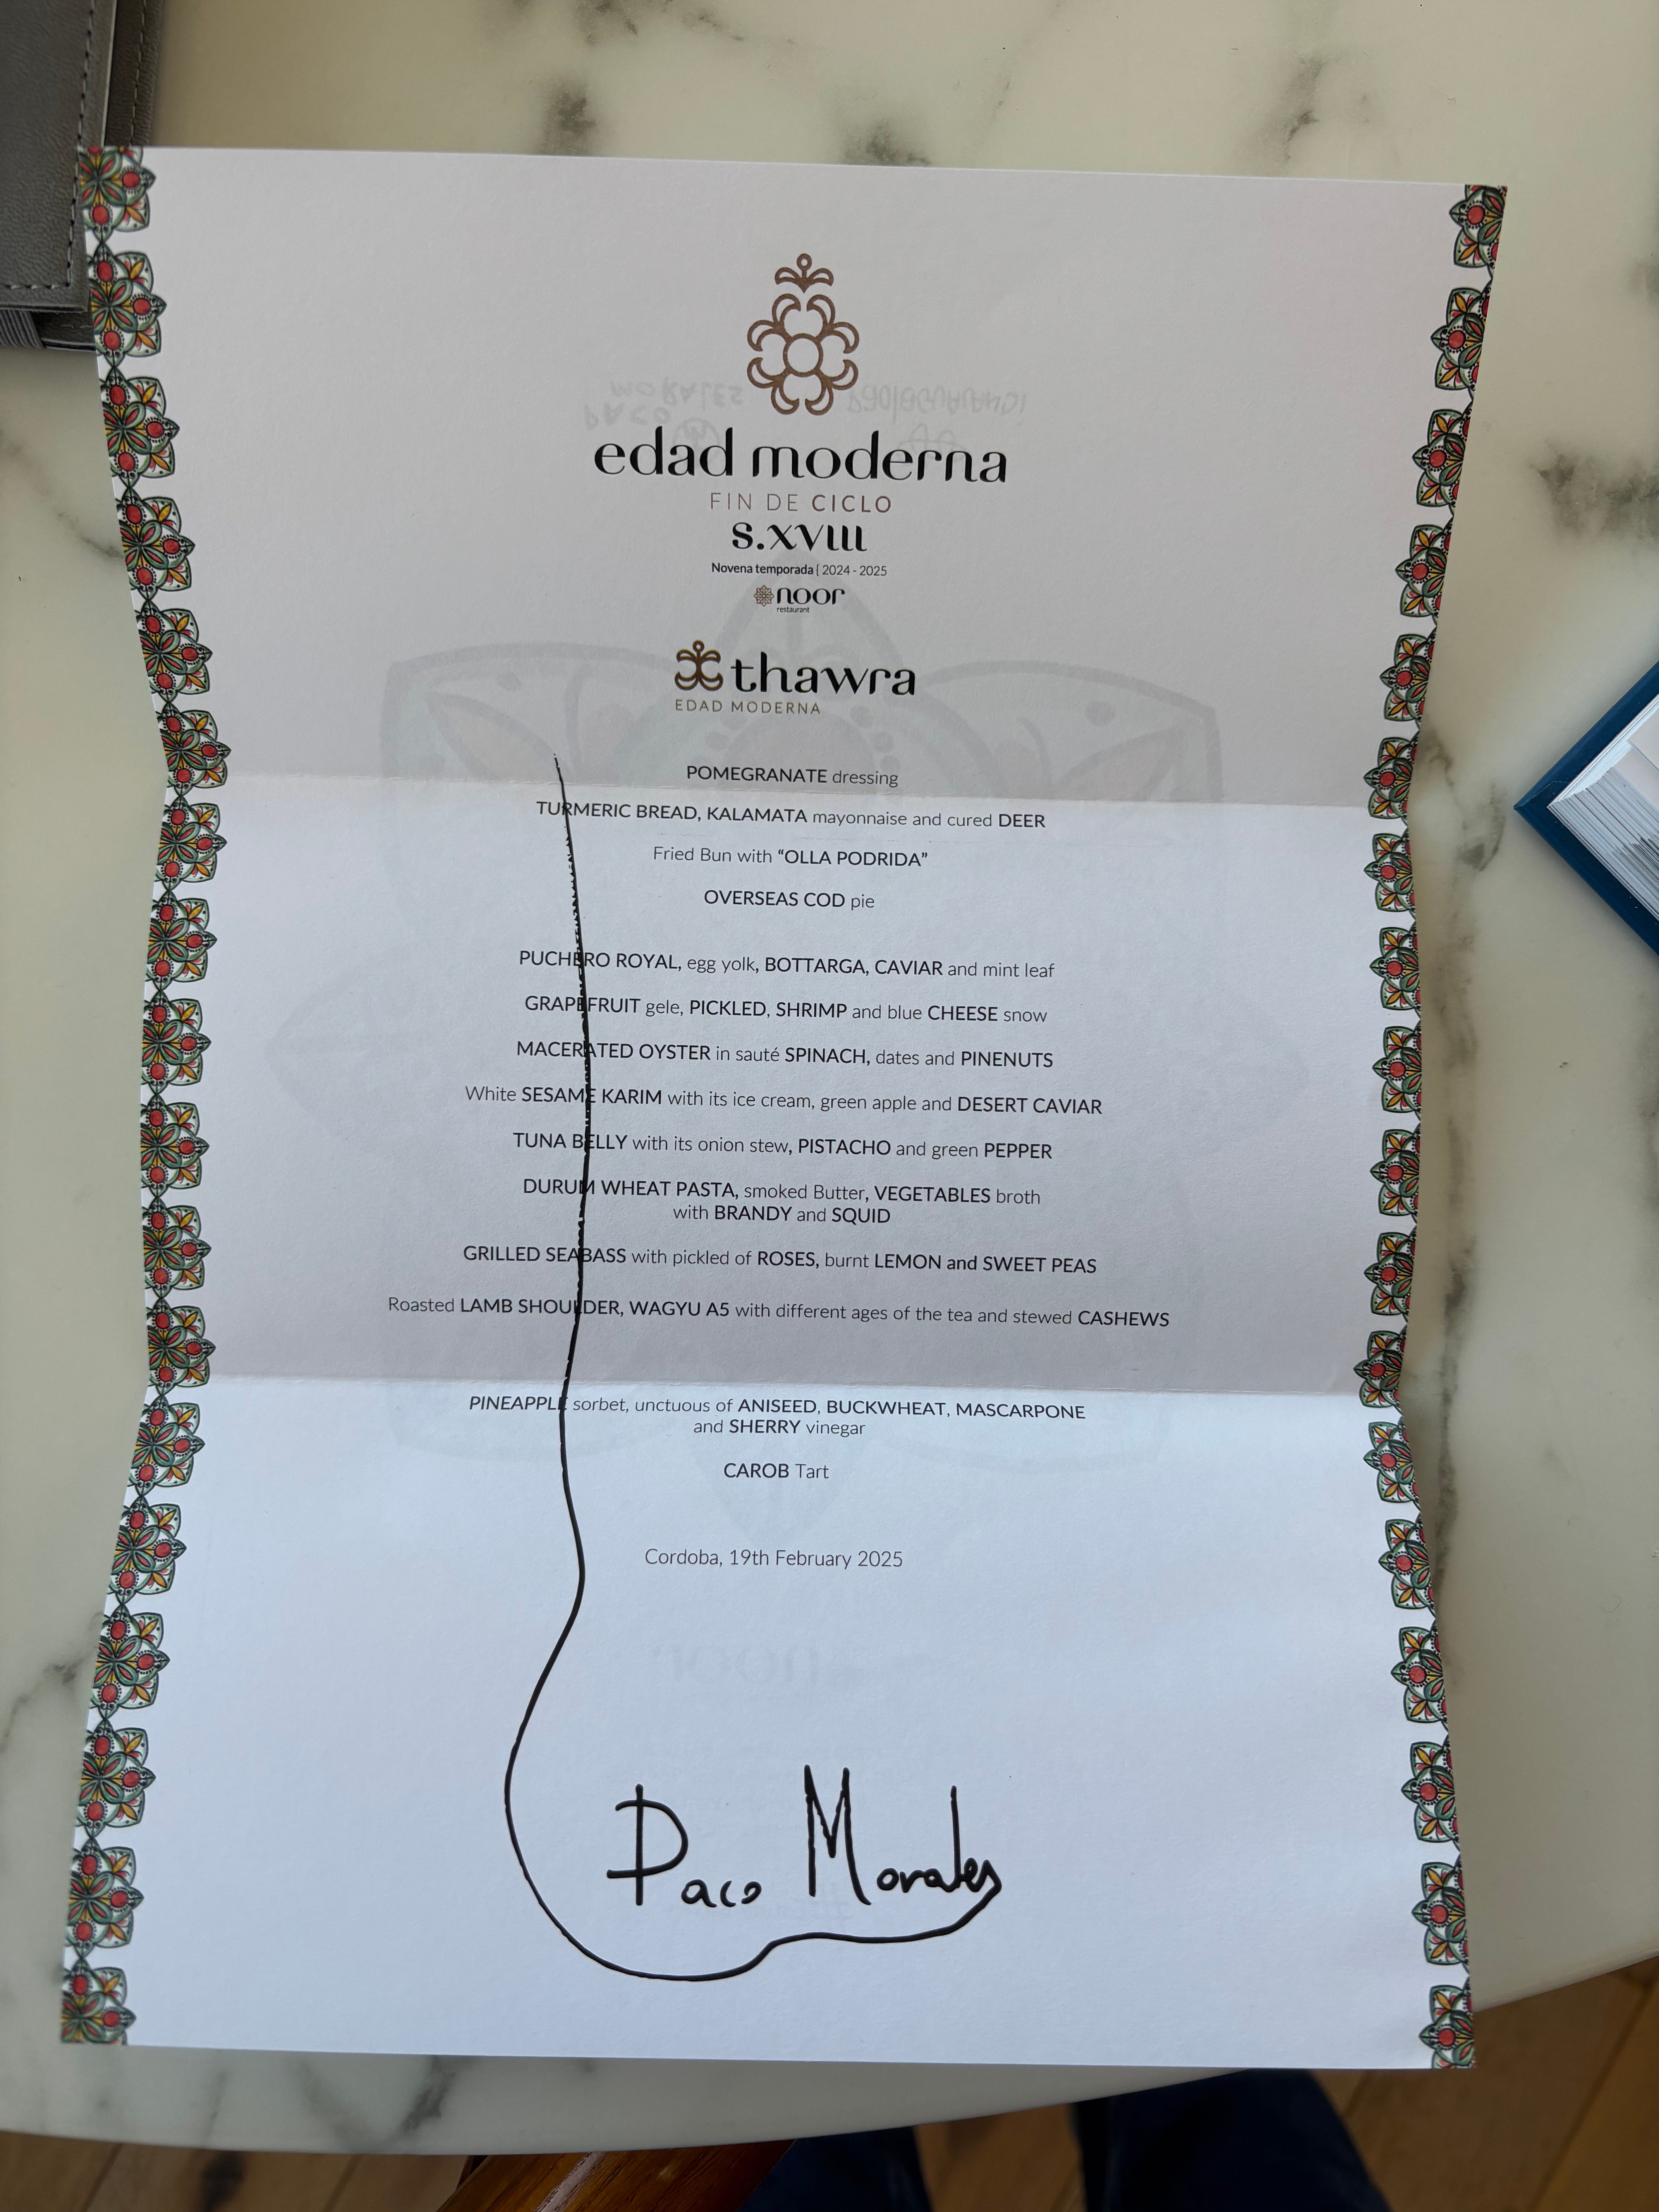 edad moderna
FIN DE CICLO
s.XVIII
Novena temporada | 2024 - 2025
noor
restaurant
thawra
EDAD MODERNA
POMEGRANATE dressing
TURMERIC BREAD, KALAMATA mayonnaise and cured DEER
Fried Bun with “OLLA PODRIDA”
OVERSEAS COD pie
PUCHERO ROYAL, egg yolk, BOTTARGA, CAVIAR and mint leaf
GRAPEFRUIT gele, PICKLED, SHRIMP and blue CHEESE snow
MACERATED OYSTER in sauté SPINACH, dates and PINENUTS
White SESAME KARIM with its ice cream, green apple and DESERT CAVIAR
TUNA BELLY with its onion stew, PISTACHO and green PEPPER
DURUM WHEAT PASTA, smoked Butter, VEGETABLES broth
with BRANDY and SQUID
GRILLED SEABASS with pickled of ROSES, burnt LEMON and SWEET PEAS
Roasted LAMB SHOULDER, WAGYU A5 with different ages of the tea and stewed CASHEWS
PINEAPPLE sorbet, unctuous of ANISEED, BUCKWHEAT, MASCARPONE
and SHERRY vinegar
CAROB Tart
Cordoba, 19th February 2025
Paco Morales